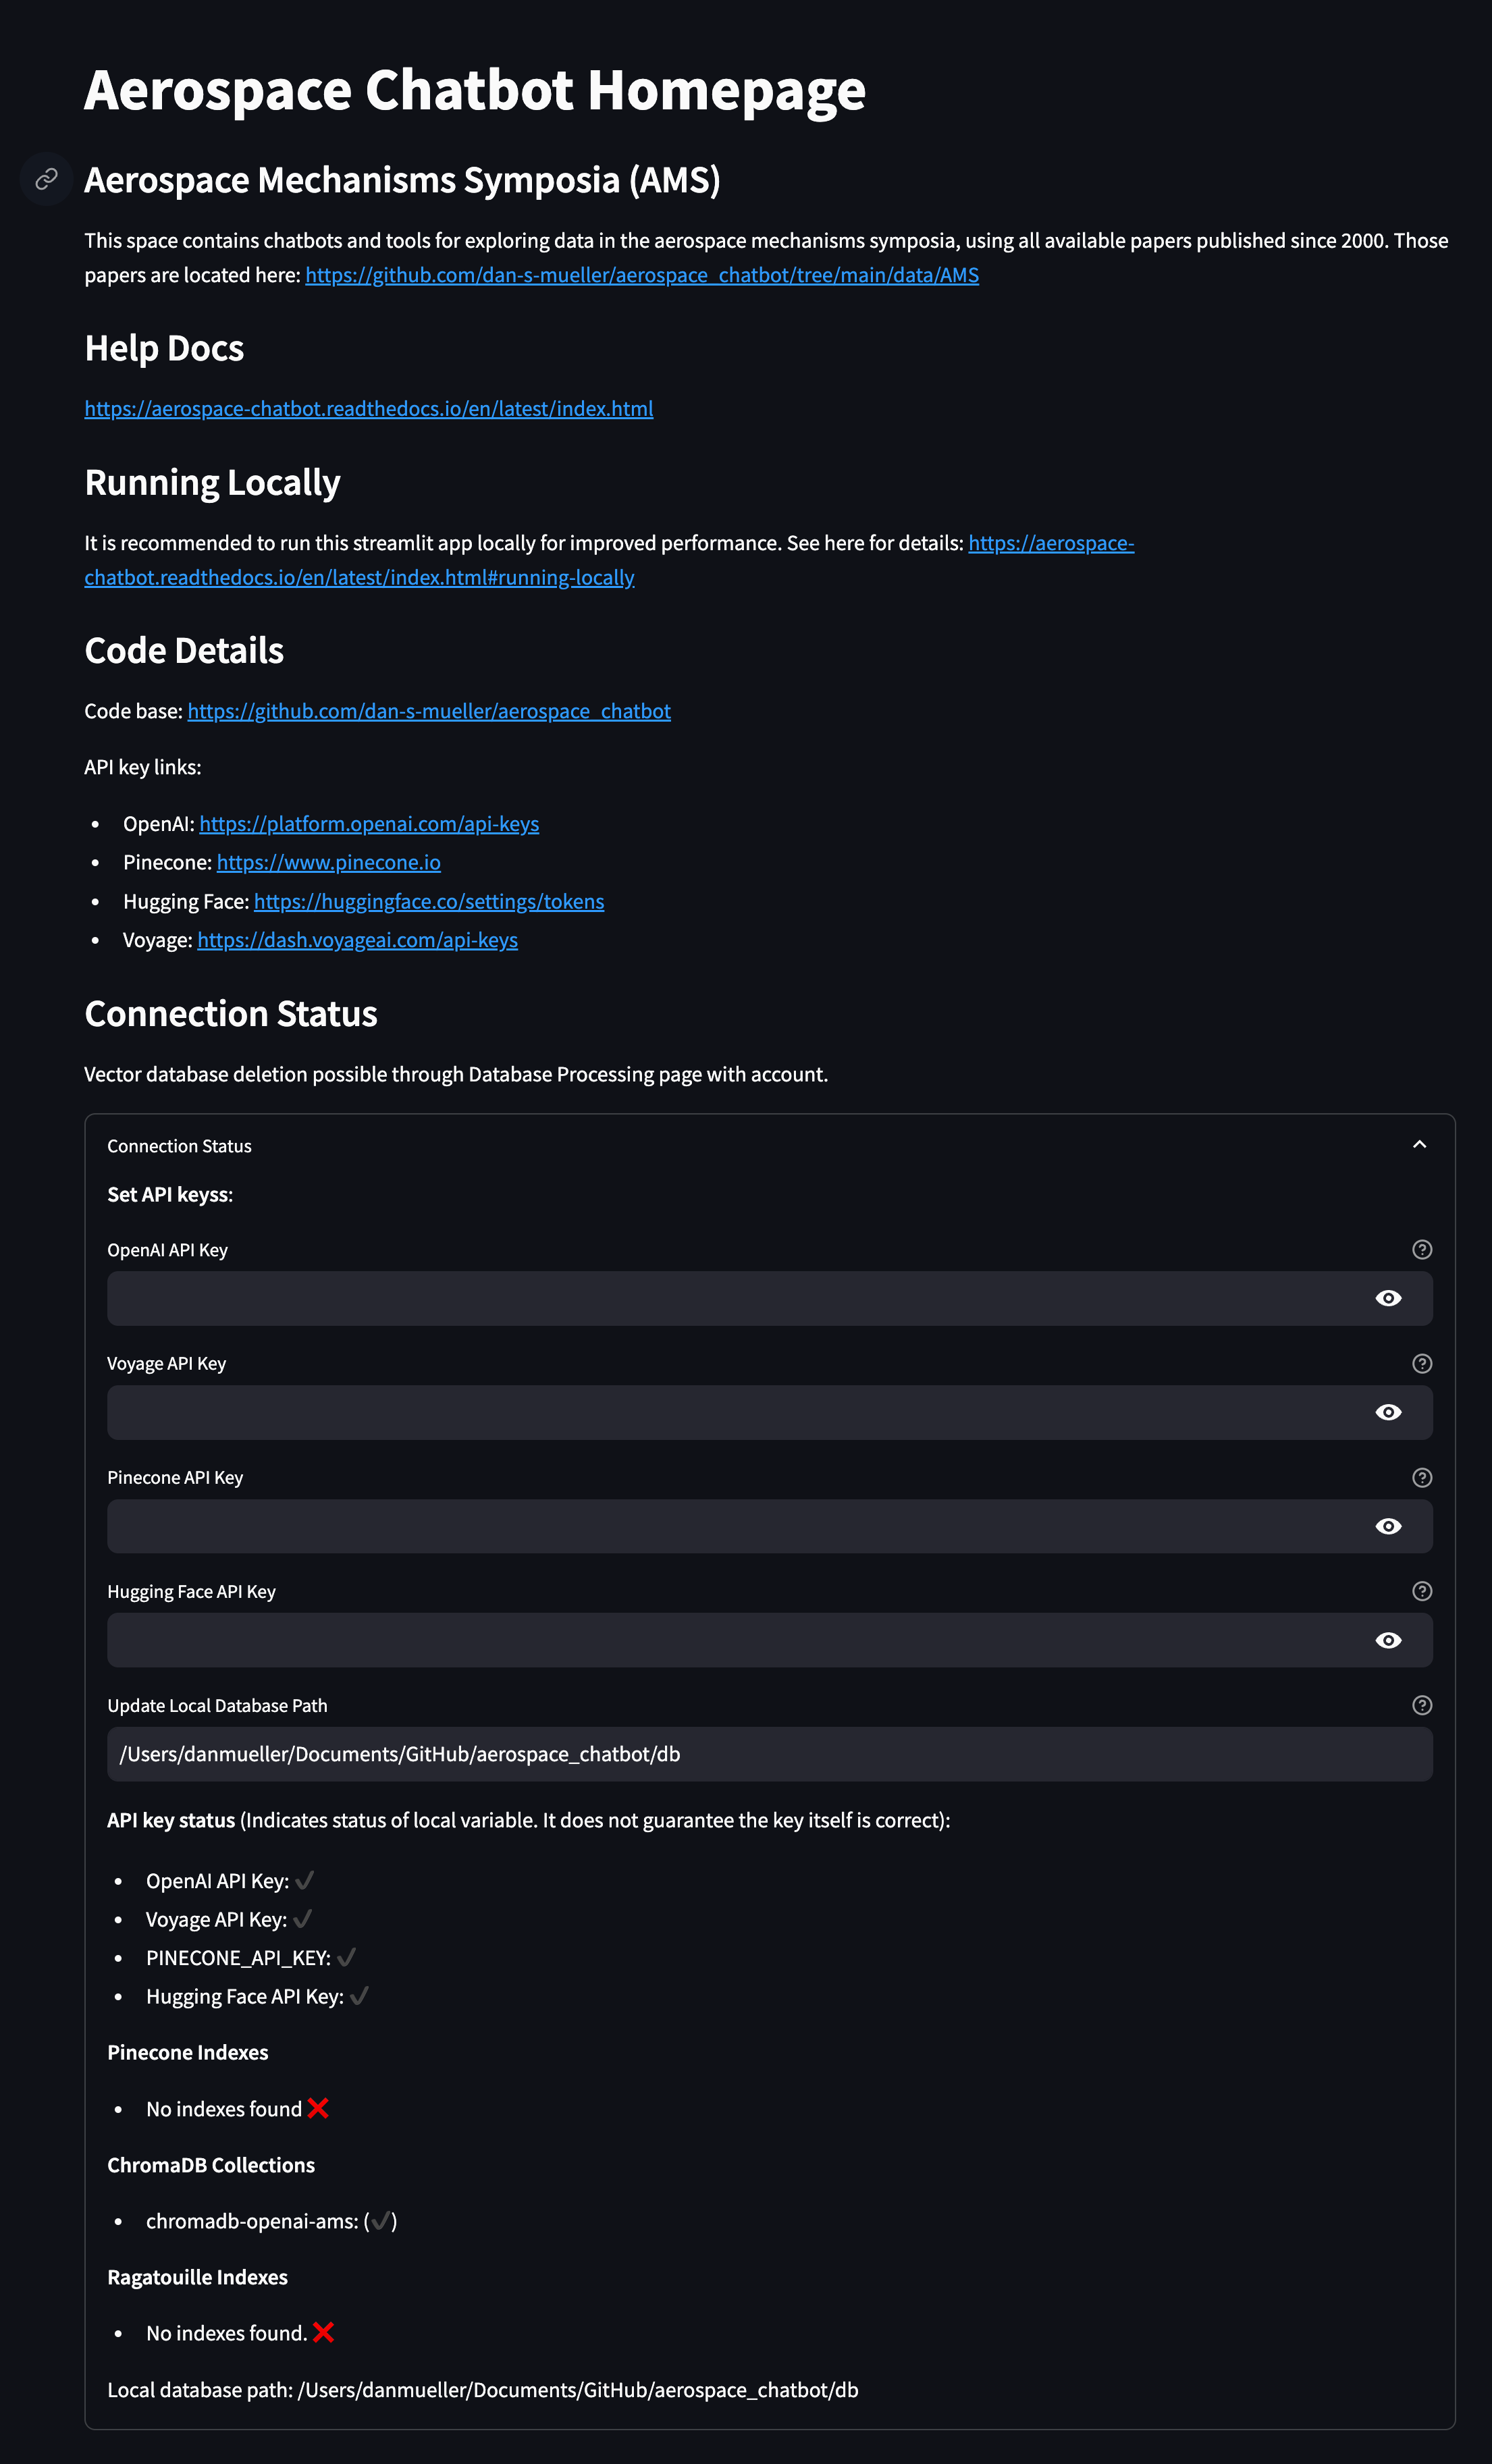 Aerospace Chatbot Homepage
Aerospace Mechanisms Symposia (AMS)
This space contains chatbots and tools for exploring data in the aerospace mechanisms symposia, using all available papers published since 2000. Those
papers are located here: https://github.com/dan-s-mueller/aerospace_chatbot/tree/main/data/AMS
Help Docs
https://aerospace-chatbot.readthedocs.io/en/latest/index.html
Running Locally
It is recommended to run this streamlit app locally for improved performance. See here for details: https://aerospace-
chatbot.readthedocs.io/en/latest/index.html#running-locally
Code Details
Code base: https://github.com/dan-s-mueller/aerospace_chatbot
API key links:
• OpenAI: https://platform.openai.com/api-keys
• Pinecone: https://www.pinecone.io
• Hugging Face: https://huggingface.co/settings/tokens
• Voyage: https://dash.voyageai.com/api-keys
Connection Status
Vector database deletion possible through Database Processing page with account.
Connection Status
Set API keyss:
OpenAI API Key
Voyage API Key
Pinecone API Key
Hugging Face API Key
Update Local Database Path
/Users/danmueller/Documents/GitHub/aerospace_chatbot/db
API key status (Indicates status of local variable. It does not guarantee the key itself is correct):
• OpenAI API Key: ✔
• Voyage API Key: ✔
• PINECONE_API_KEY: ✔
• Hugging Face API Key: ✔
Pinecone Indexes
• No indexes found ❌
ChromaDB Collections
• chromadb-openai-ams: (✔)
Ragatouille Indexes
• No indexes found. ❌
Local database path: /Users/danmueller/Documents/GitHub/aerospace_chatbot/db